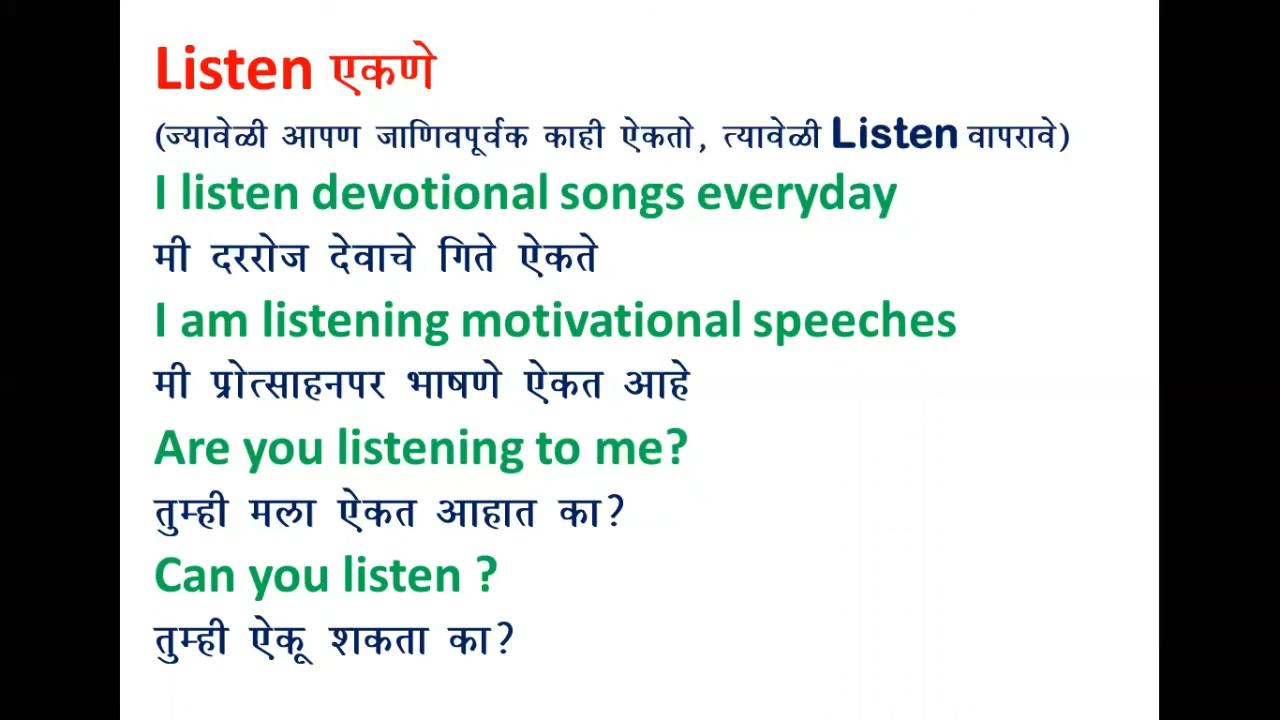 Listen एकणे
(ज्यावेळी आपण जाणिवपूर्वक काही ऐकतो, त्यावेळी Listen वापरावे)
I listen devotional songs everyday
मी दररोज देवाचे गिते ऐकते
I am listening motivational speeches
मी प्रोत्साहनपर भाषणे ऐकत आहे
Are you listening to me?
तुम्ही मला ऐकत आहात का?
Can you listen ?
तुम्ही ऐकू शकता का?